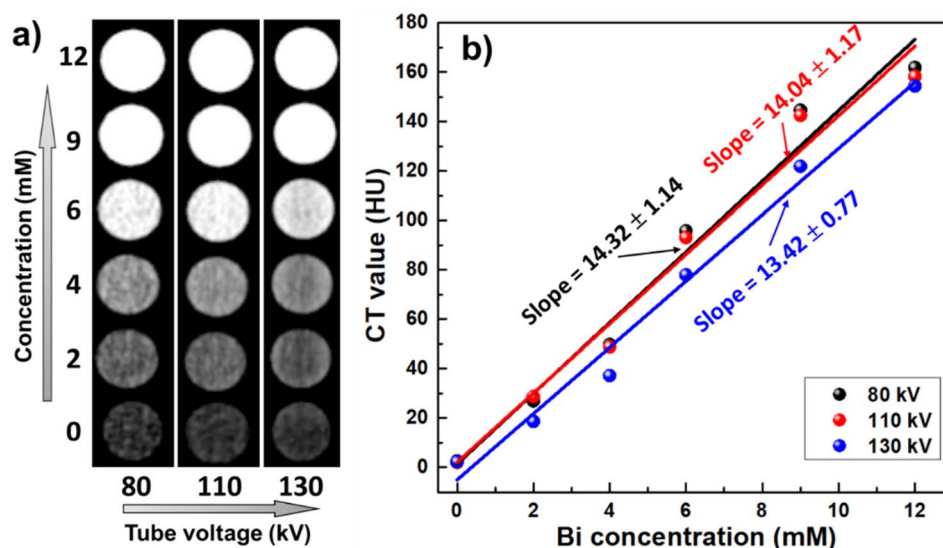 a)
Concentration (mM)
12
9
6
4
2
0
80 110 130
Tube voltage (kV)
b)
CT value (HU)
180
160
140
120
100
80
60
40
20
0
Slope = 14.32 ± 1.14
Slope = 14.04 ± 1.17
Slope = 13.42 ± 0.77
80 kV
110 kV
130 kV
0 2 4 6 8 10 12
Bi concentration (mM)